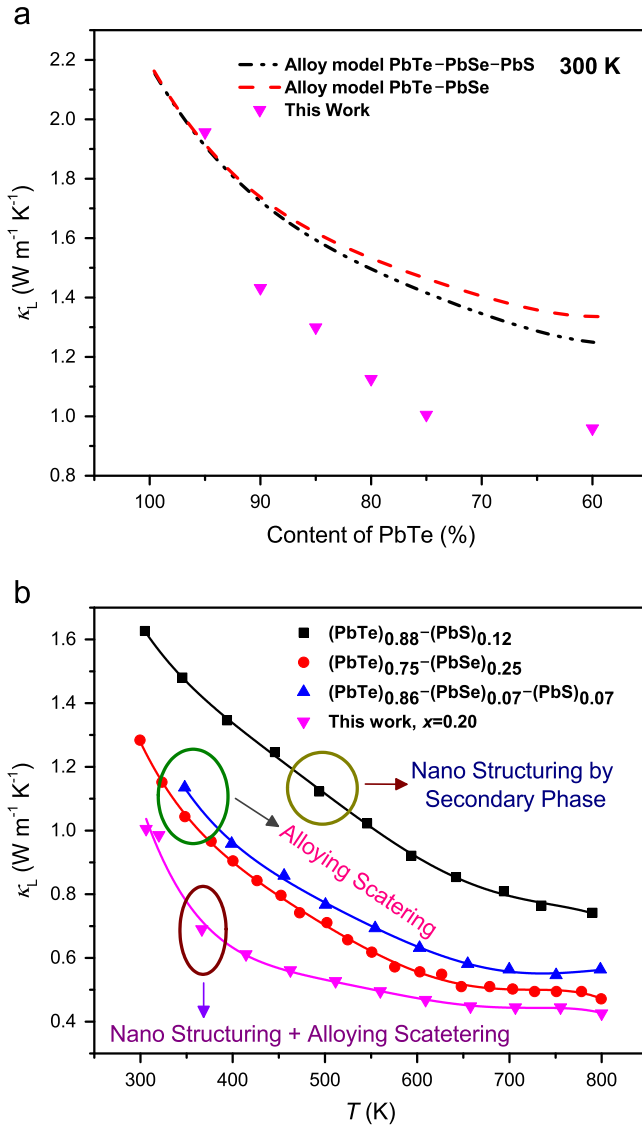 a
2.2
2.0
1.8
1.6
1.4
1.2
1.0
0.8
κL (W m-1 K-1)
Alloy model PbTe-PbSe-PbS
Alloy model PbTe-PbSe
This Work
300 K
100 90 80 70 60
Content of PbTe (%)
b
1.6
1.4
1.2
1.0
0.8
0.6
0.4
κL (W m-1 K-1)
(PbTe)0.88-(PbS)0.12
(PbTe)0.75-(PbSe)0.25
(PbTe)0.86-(PbSe)0.07-(PbS)0.07
This work, x=0.20
Nano Structuring by
Secondary Phase
Alloying Scatering
Nano Structuring + Alloying Scatetering
300 400 500 600 700 800
T (K)